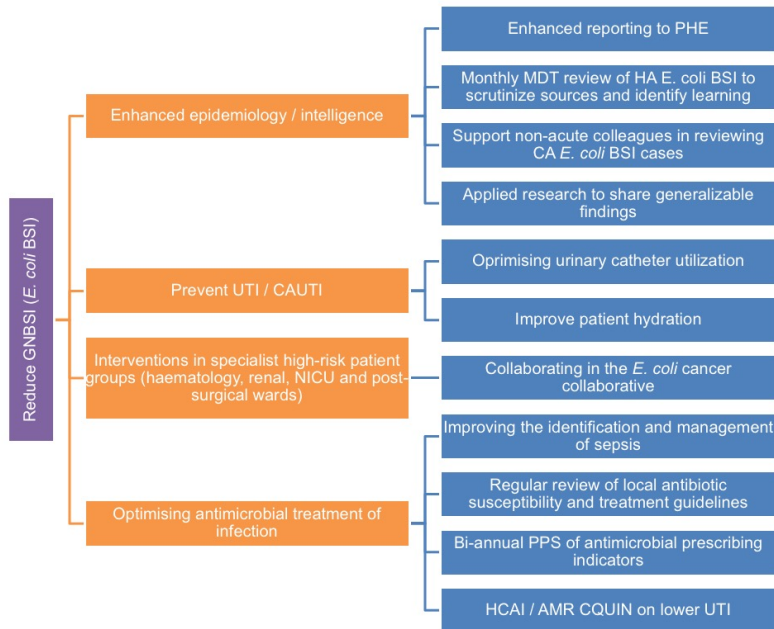 Reduce GNBSI (E. coli BSI)
Enhanced epidemiology / intelligence
Enhanced reporting to PHE
Monthly MDT review of HA E. coli BSI to
scrutinize sources and identify learning
Support non-acute colleagues in reviewing
CA E. coli BSI cases
Applied research to share generalizable
findings
Prevent UTI / CAUTI
Oprimising urinary catheter utilization
Improve patient hydration
Interventions in specialist high-risk patient
groups (haematology, renal, NICU and post-
surgical wards)
Collaborating in the E. coli cancer
collaborative
Optimising antimicrobial treatment of
infection
Improving the identification and management
of sepsis
Regular review of local antibiotic
susceptibility and treatment guidelines
Bi-annual PPS of antimicrobial prescribing
indicators
HCAI / AMR CQUIN on lower UTI